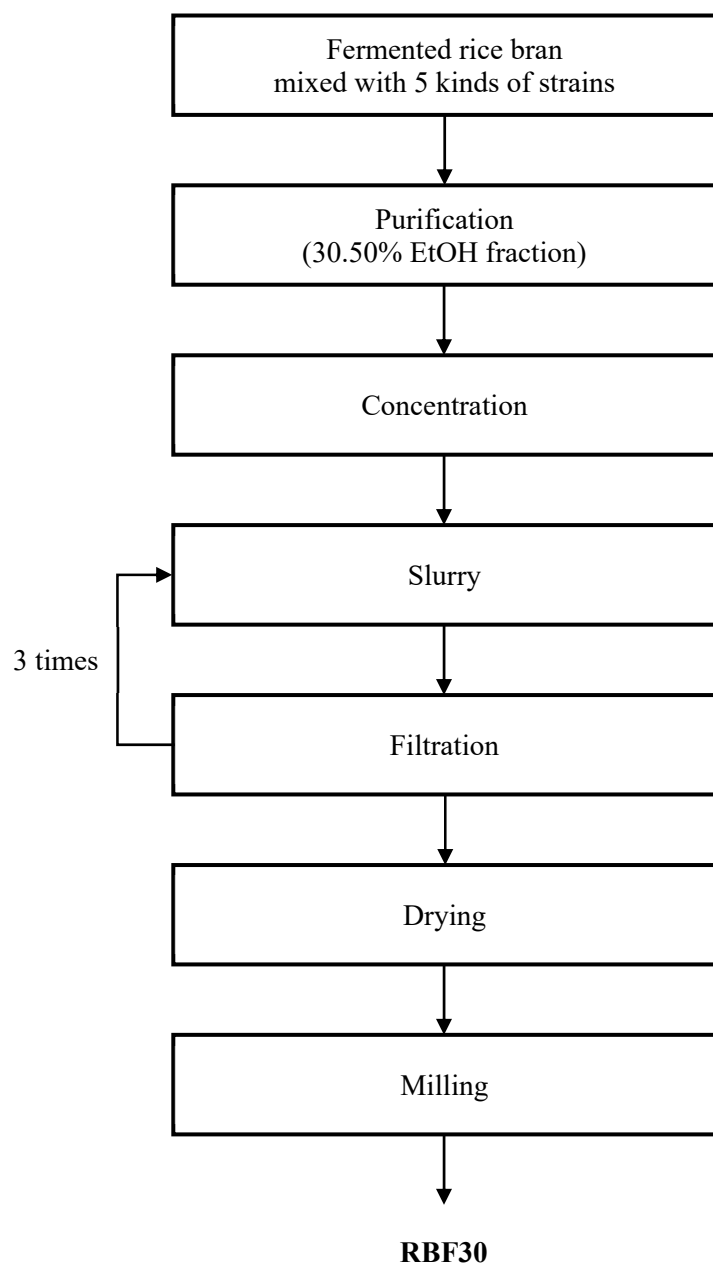 Fermented rice bran
mixed with 5 kinds of strains
Purification
(30.50% EtOH fraction)
Concentration
Slurry
3 times
Filtration
Drying
Milling
RBF30